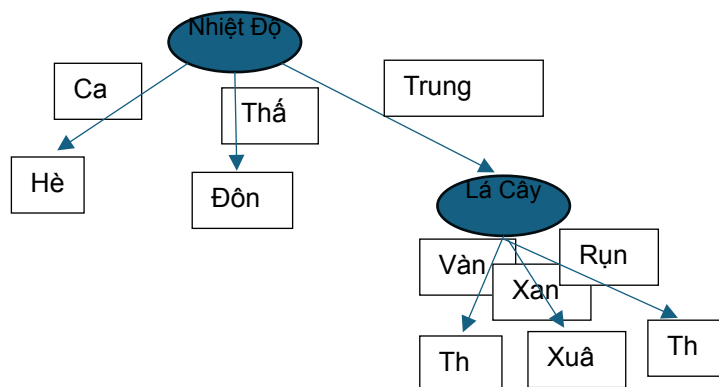 Nhiệt Độ
Ca
Thấ
Trung
Hè
Đôn
Lá Cây
Vàn
Xan
Rụn
Th
Xuâ
Th